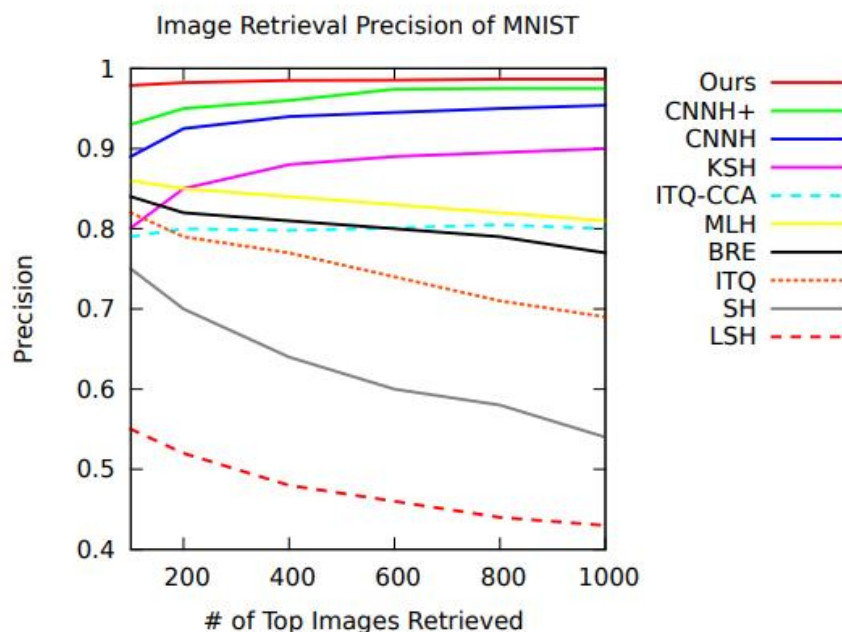 Image Retrieval Precision of MNIST
1
0.9
0.8
0.7
0.6
0.5
0.4
Precision
200 400 600 800 1000
# of Top Images Retrieved
Ours
CNNH+
CNNH
KSH
ITQ-CCA
MLH
BRE
ITQ
SH
LSH